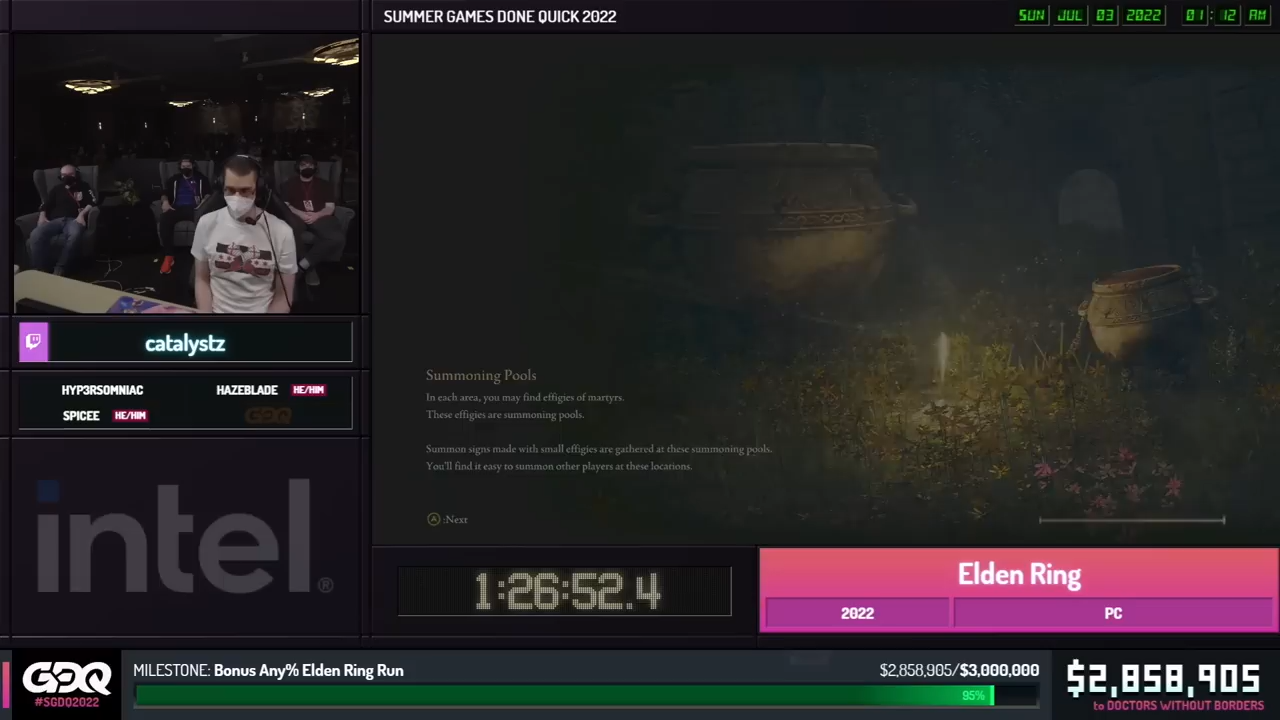 SUMMER GAMES DONE QUICK 2022
SUN JUL 03 2022 01:12 AM
catalystz
HYP3RSOMNIAC
HAZEBLADE HE/HIM
SPICEE HE/HIM
GDQ
intel®
Summoning Pools
In each area, you may find effigies of martyrs.
These effigies are summoning pools.
Summon signs made with small effigies are gathered at these summoning pools.
You'll find it easy to summon other players at these locations.
A:Next
1:26:52.4
Elden Ring
2022
PC
GDQ
#SGDQ2022
MILESTONE: Bonus Any% Elden Ring Run
$2,858,905/$3,000,000
95%
$2,858,905
to DOCTORS WITHOUT BORDERS